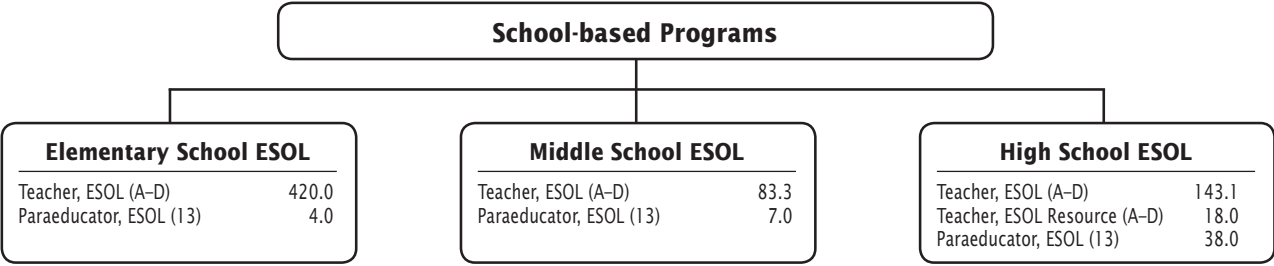 School-based Programs
Elementary School ESOL
Teacher, ESOL (A–D) 420.0
Paraeducator, ESOL (13) 4.0
Middle School ESOL
Teacher, ESOL (A–D) 83.3
Paraeducator, ESOL (13) 7.0
High School ESOL
Teacher, ESOL (A–D) 143.1
Teacher, ESOL Resource (A–D) 18.0
Paraeducator, ESOL (13) 38.0